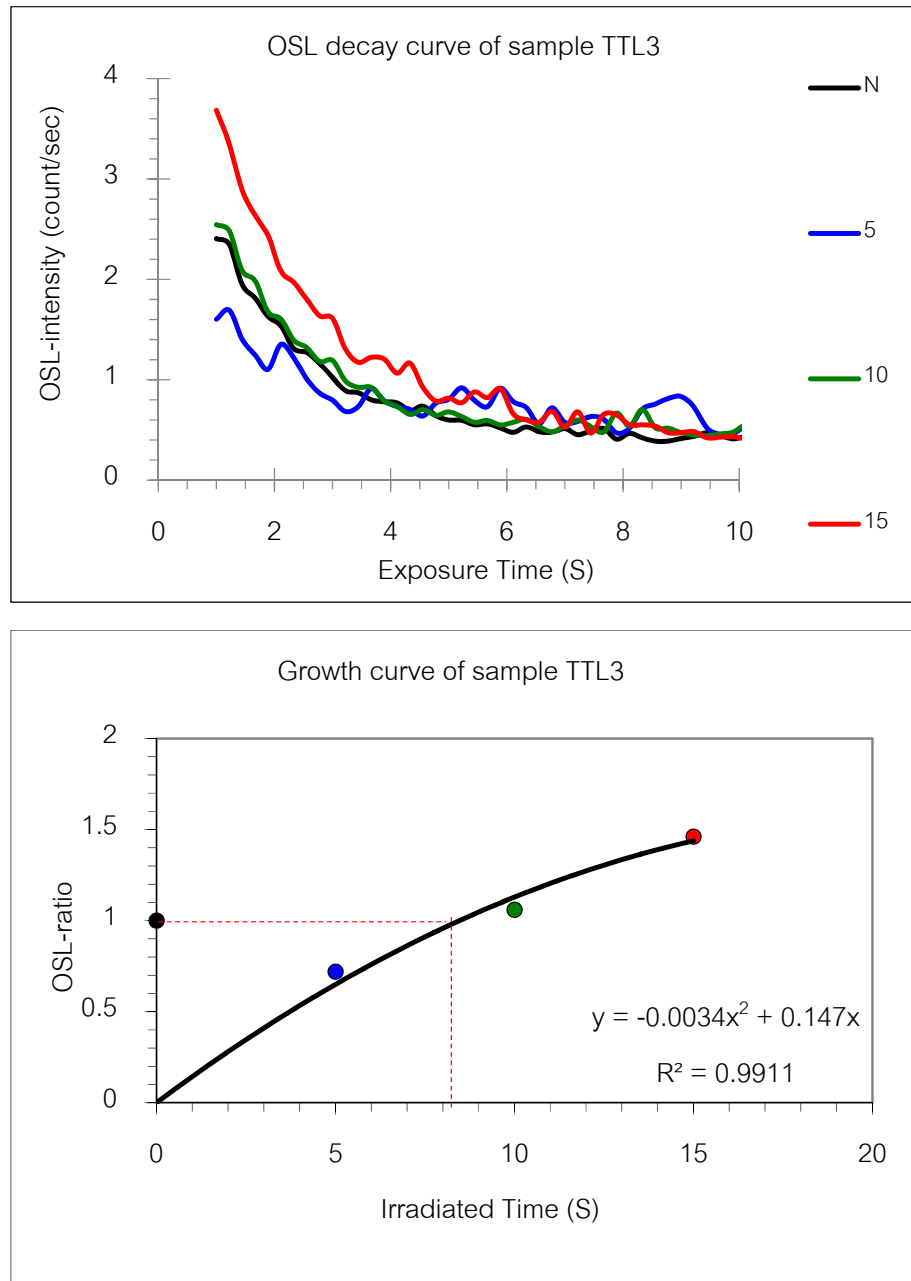 OSL decay curve of sample TTL3
4
3
2
1
0
OSL-intensity (count/sec)
0 2 4 6 8 10
Exposure Time (S)
N
5
10
15
Growth curve of sample TTL3
2
1.5
1
0.5
0
OSL-ratio
y = -0.0034x² + 0.147x
R² = 0.9911
0 5 10 15 20
Irradiated Time (S)